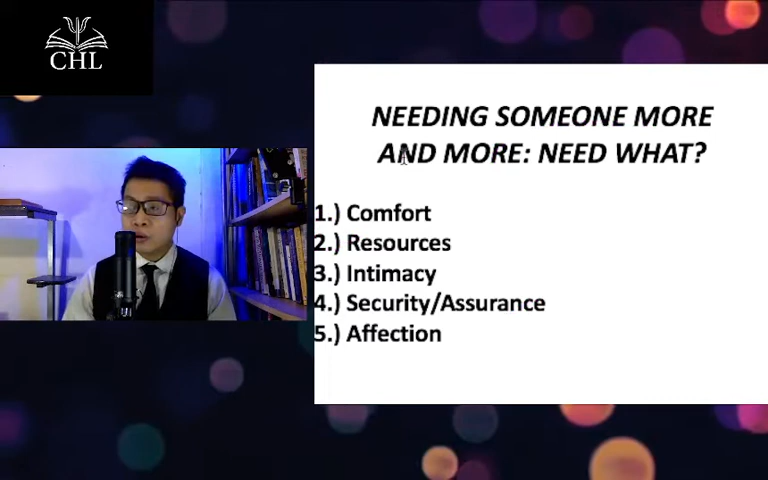 CHL
NEEDING SOMEONE MORE
AND MORE: NEED WHAT?
1.) Comfort
2.) Resources
3.) Intimacy
4.) Security/Assurance
5.) Affection